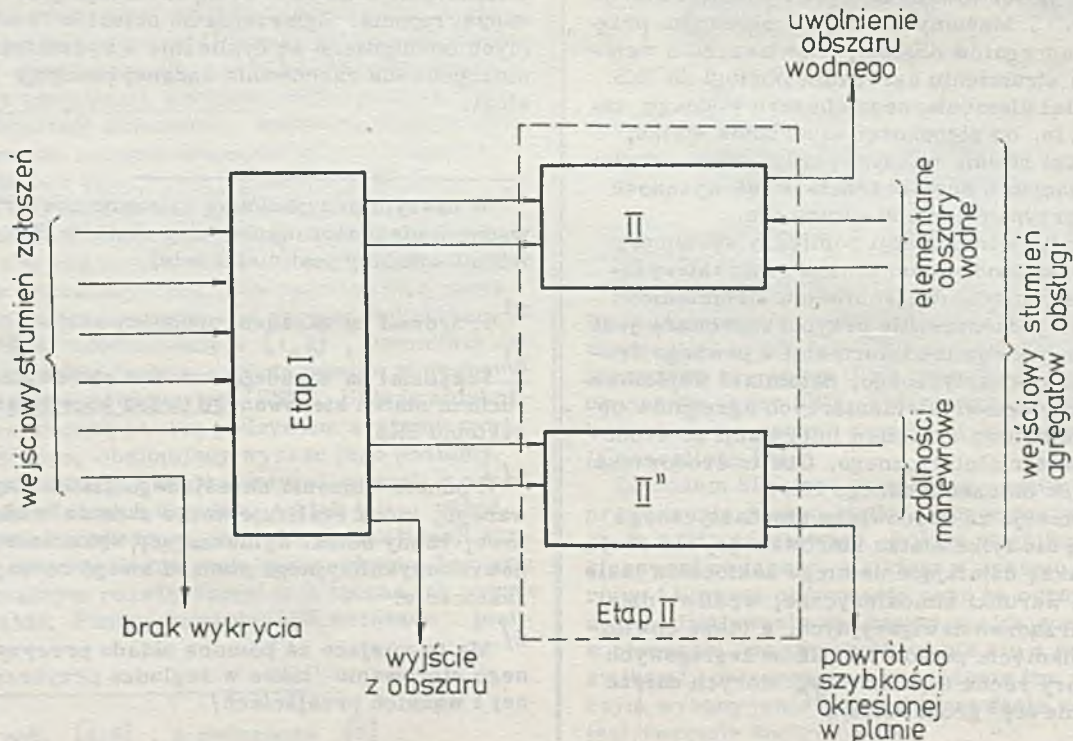 uwolnienie
obszaru
wodnego
wejściowy strumień zgłoszeń
Etap I
II'
II"
Etap II
elementarne
obszary
wodne
zdolności
manewrowe
wejściowy stumień
agregatów obsługi
brak wykrycia
wyjście
z obszaru
powrót do
szybkości
określonej
w planie